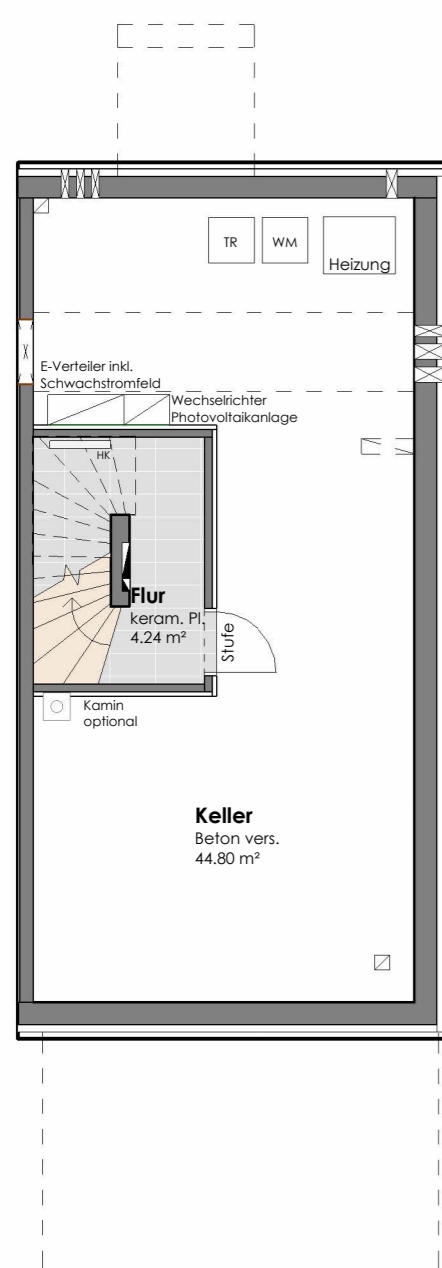 TR
WM
Heizung
E-Verteiler inkl.
Schwachstromfeld
Wechselrichter
Photovoltaikanlage
HK
Flur
keram. Pl.
4.24 m²
Stufe
Kamin
optional
Keller
Beton vers.
44.80 m²